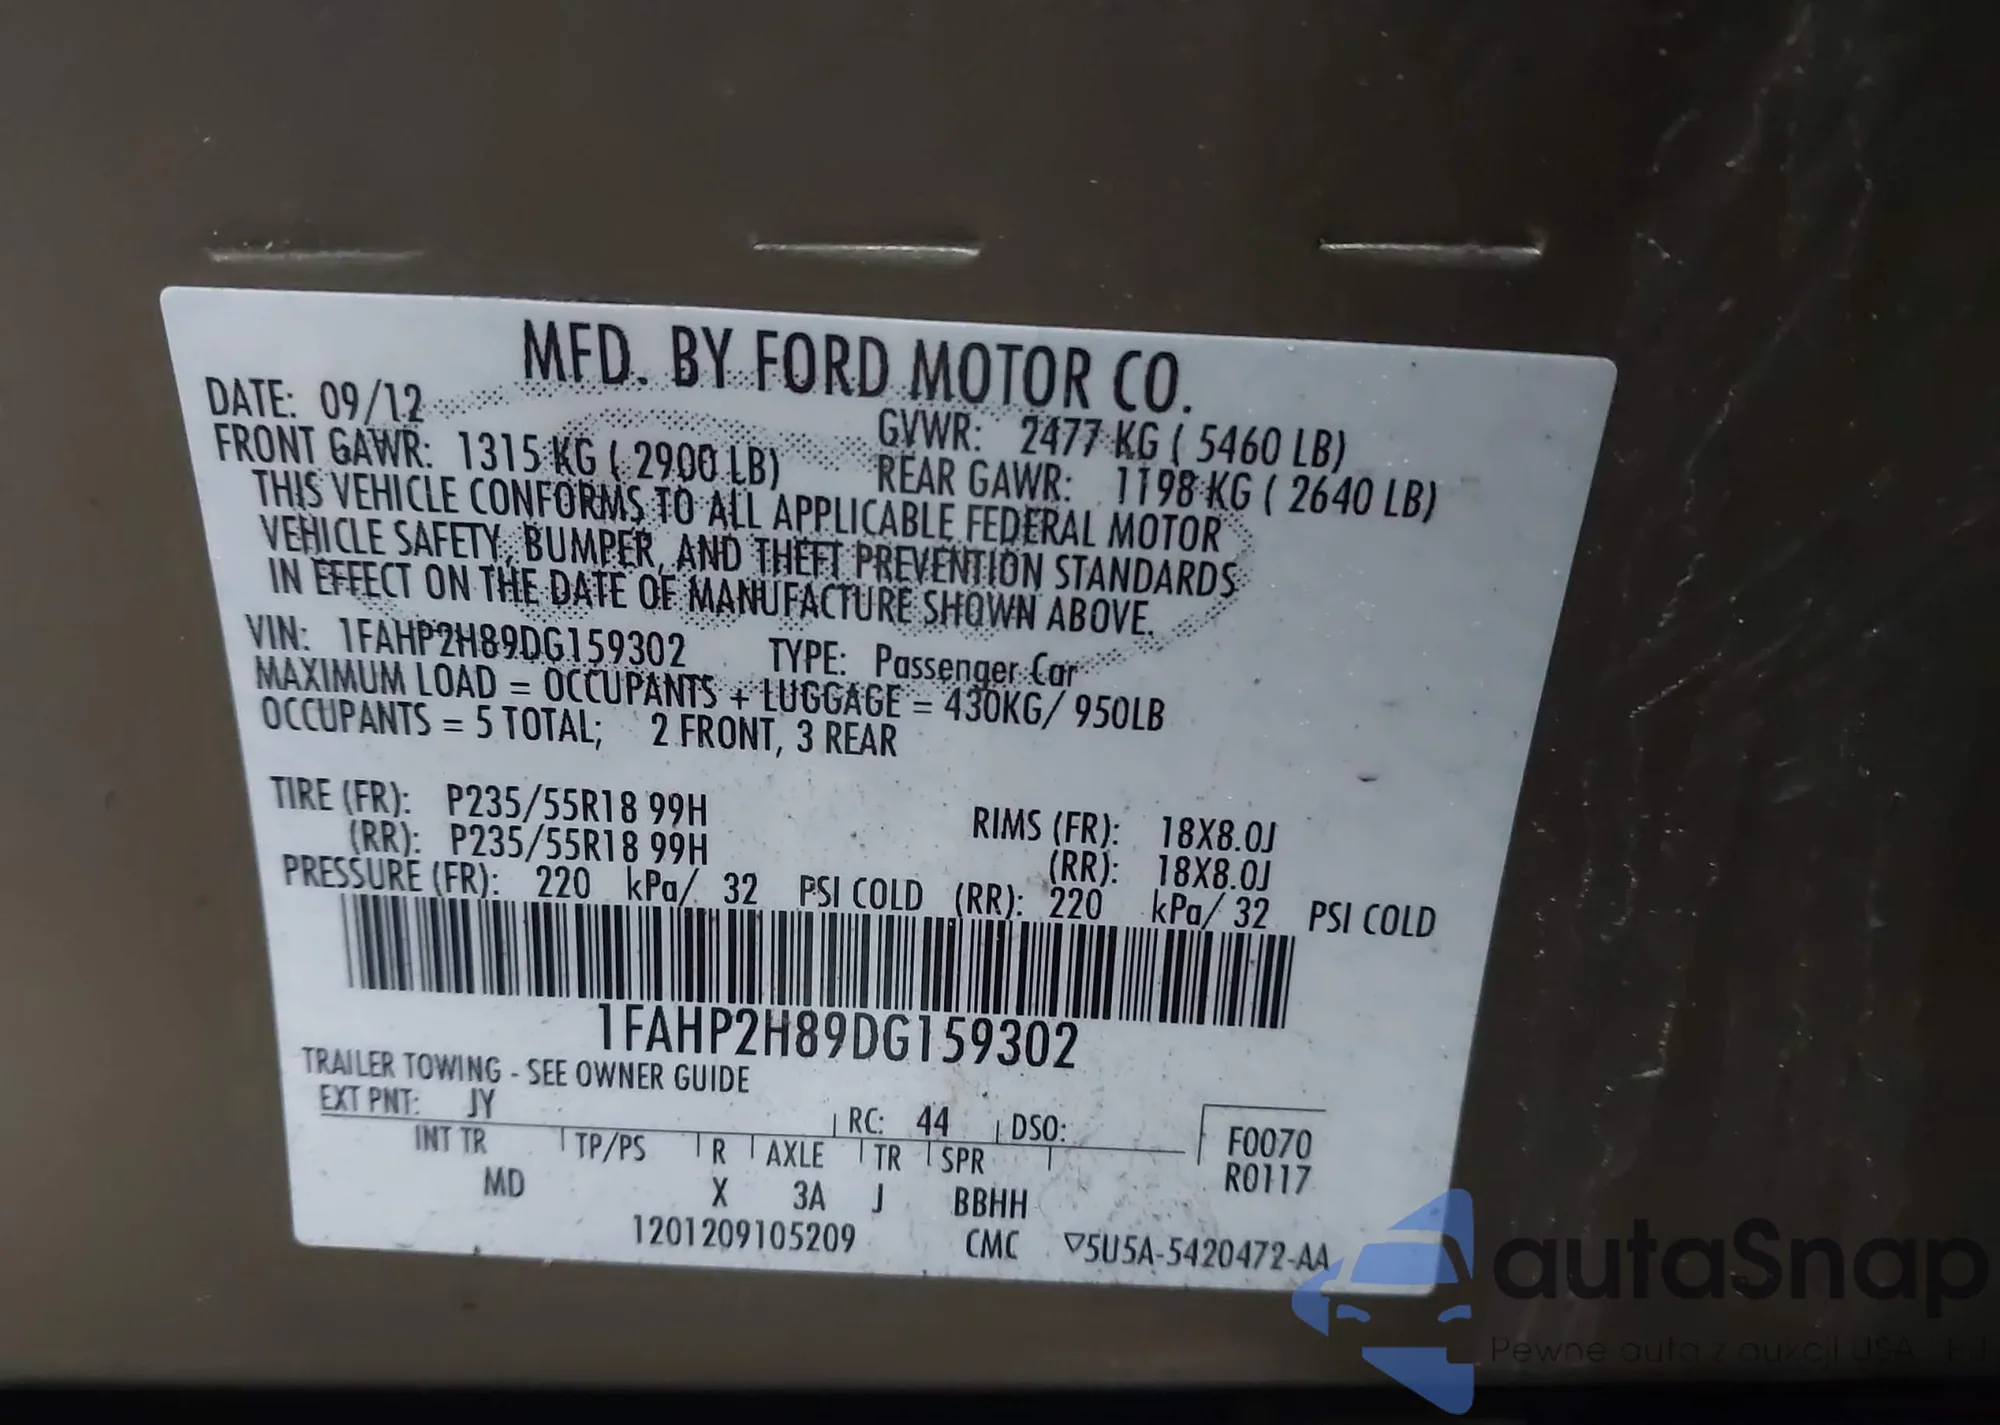 MFD. BY FORD MOTOR CO.
DATE: 09/12 GVWR: 2477 KG ( 5460 LB)
FRONT GAWR: 1315 KG ( 2900 LB) REAR GAWR: 1198 KG ( 2640 LB)
THIS VEHICLE CONFORMS TO ALL APPLICABLE FEDERAL MOTOR
VEHICLE SAFETY, BUMPER, AND THEFT PREVENTION STANDARDS
IN EFFECT ON THE DATE OF MANUFACTURE SHOWN ABOVE.
VIN: 1FAHP2H89DG159302 TYPE: Passenger Car
MAXIMUM LOAD = OCCUPANTS + LUGGAGE = 430KG/ 950LB
OCCUPANTS = 5 TOTAL; 2 FRONT, 3 REAR
TIRE (FR): P235/55R18 99H RIMS (FR): 18X8.0J
(RR): P235/55R18 99H (RR): 18X8.0J
PRESSURE (FR): 220 kPa/ 32 PSI COLD (RR): 220 kPa/ 32 PSI COLD
1FAHP2H89DG159302
TRAILER TOWING - SEE OWNER GUIDE
EXT PNT: JY RC: 44 DSO:
INT TR TP/PS R AXLE TR SPR F0070
MD X 3A J BBHH R0117
1201209105209 CMC ▽5U5A-5420472-AA
autaSnap
Pewne auta z aukcji USA